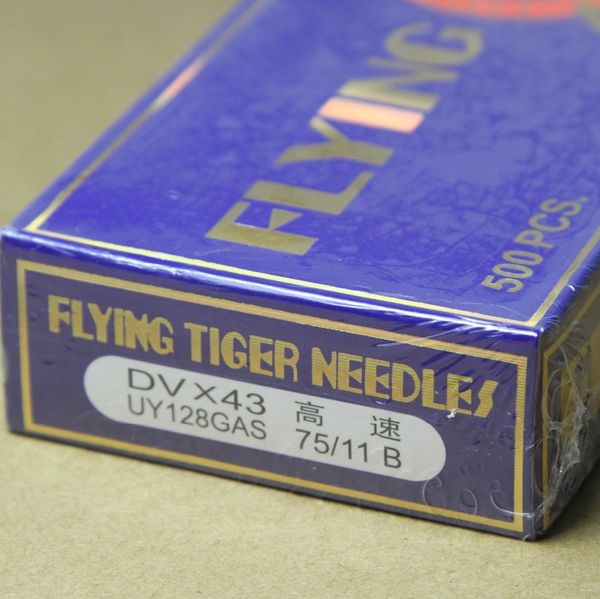 FLYING
500 PCS.
FLYING TIGER NEEDLES
DV×43 高 速
UY128GAS 75/11 B